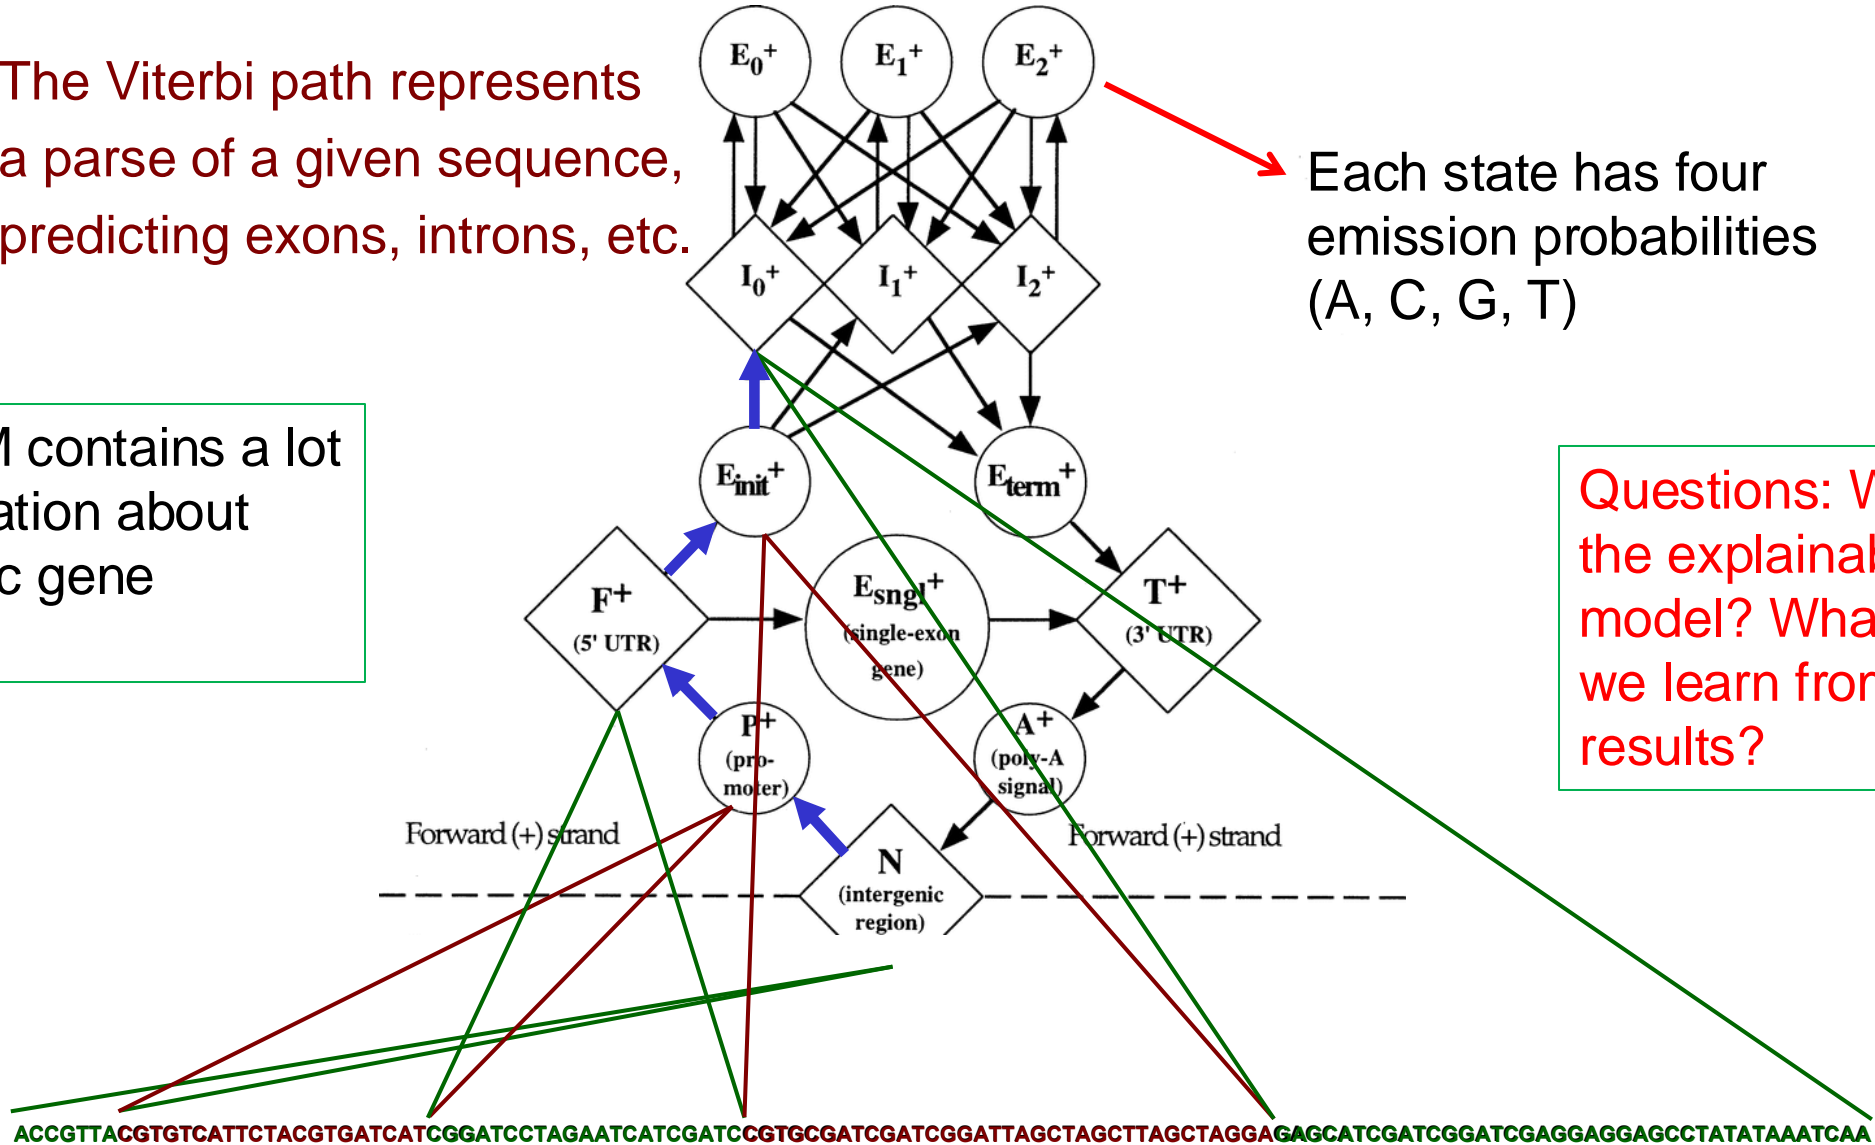 The Viterbi path represents
a parse of a given sequence,
predicting exons, introns, etc.
E0+ E1+ E2+
Each state has four
emission probabilities
(A, C, G, T)
I0+ I1+ I2+
M contains a lot
ation about
c gene
Einit+ Eterm+
Questions: W
the explainab
model? Wha
we learn from
results?
F+
(5' UTR)
Esngl+
(single-exon
gene)
T+
(3' UTR)
P+
(pro-
moter)
A+
(poly-A
signal)
Forward (+) strand
Forward (+) strand
N
(intergenic
region)
ACCGTTACGTGTCATTCTACGTGATCATCGGATCCTAGAATCATCGATCCGTGCGATCGATCGGATTAGCTAGCTTAGCTAGGAGAGCATCGATCGGATCGAGGAGGAGCCTATATAAATCAA